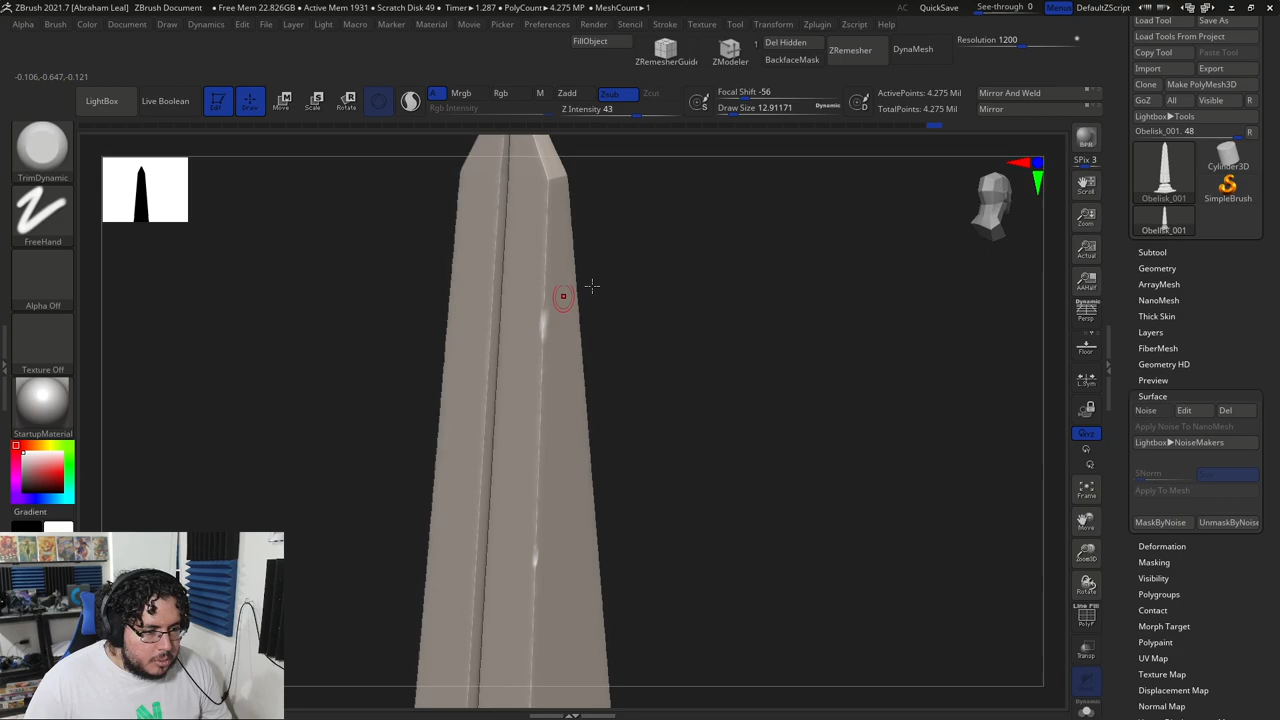 ZBrush 2021.7 [Abraham Leal] ZBrush Document • Free Mem 22.826GB • Active Mem 1931 • Scratch Disk 49 • Timer▶1.287 • PolyCount▶4.275 MP • MeshCount▶1 AC QuickSave See-through 0 Menus DefaultZScript
Alpha Brush Color Document Draw Dynamics Edit File Layer Light Macro Marker Material Movie Picker Preferences Render Stencil Stroke Texture Tool Transform Zplugin Zscript Help
Load Tool Save As
Load Tools From Project
Copy Tool Paste Tool
Import Export
Clone Make PolyMesh3D
GoZ All Visible R
Lightbox▶Tools
Obelisk_001. 48 R
Cylinder3D
Obelisk_001 SimpleBrush
Obelisk_001
FillObject
ZRemesherGuide
ZModeler
1
Del Hidden
BackfaceMask
ZRemesher
DynaMesh
Resolution 1200
-0.106,-0.647,-0.121
LightBox Live Boolean Edit Draw Move Scale Rotate
A Mrgb Rgb M Zadd Zsub Zcut
Rgb Intensity Z Intensity 43
S
Focal Shift -56
Draw Size 12.91171 Dynamic
D
ActivePoints: 4.275 Mil
TotalPoints: 4.275 Mil
Mirror And Weld
Mirror
TrimDynamic
FreeHand
Alpha Off
Texture Off
StartupMaterial
Gradient
BPR
SPix 3
Scroll
Zoom
Actual
AAHalf
Dynamic
Persp
Floor
L.Sym
Frame
Move
Zoom3D
Rotate
Line Fill
PolyF
Transp
Dynamic
Subtool
Geometry
ArrayMesh
NanoMesh
Thick Skin
Layers
FiberMesh
Geometry HD
Preview
Surface
Noise Edit Del
Apply Noise To NanoMesh
Lightbox▶NoiseMakers
SNorm
Apply To Mesh
MaskByNoise UnmaskByNoise
Deformation
Masking
Visibility
Polygroups
Contact
Morph Target
Polypaint
UV Map
Texture Map
Displacement Map
Normal Map